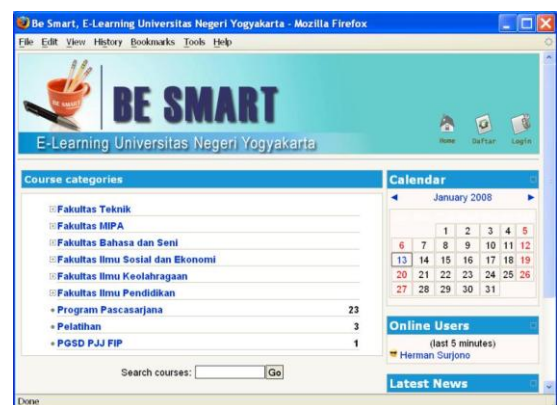 Be Smart, E-Learning Universitas Negeri Yogyakarta - Mozilla Firefox
File Edit View History Bookmarks Tools Help
BE SMART
BE SMART
E-Learning Universitas Negeri Yogyakarta
Home Daftar Login
Course categories
Fakultas Teknik
Fakultas MIPA
Fakultas Bahasa dan Seni
Fakultas Ilmu Sosial dan Ekonomi
Fakultas Ilmu Keolahragaan
Fakultas Ilmu Pendidikan
Program Pascasarjana 23
Pelatihan 3
PGSD PJJ FIP 1
Search courses: Go
Calendar
January 2008
1 2 3 4 5
6 7 8 9 10 11 12
13 14 15 16 17 18 19
20 21 22 23 24 25 26
27 28 29 30 31
Online Users
(last 5 minutes)
Herman Surjono
Latest News
Done